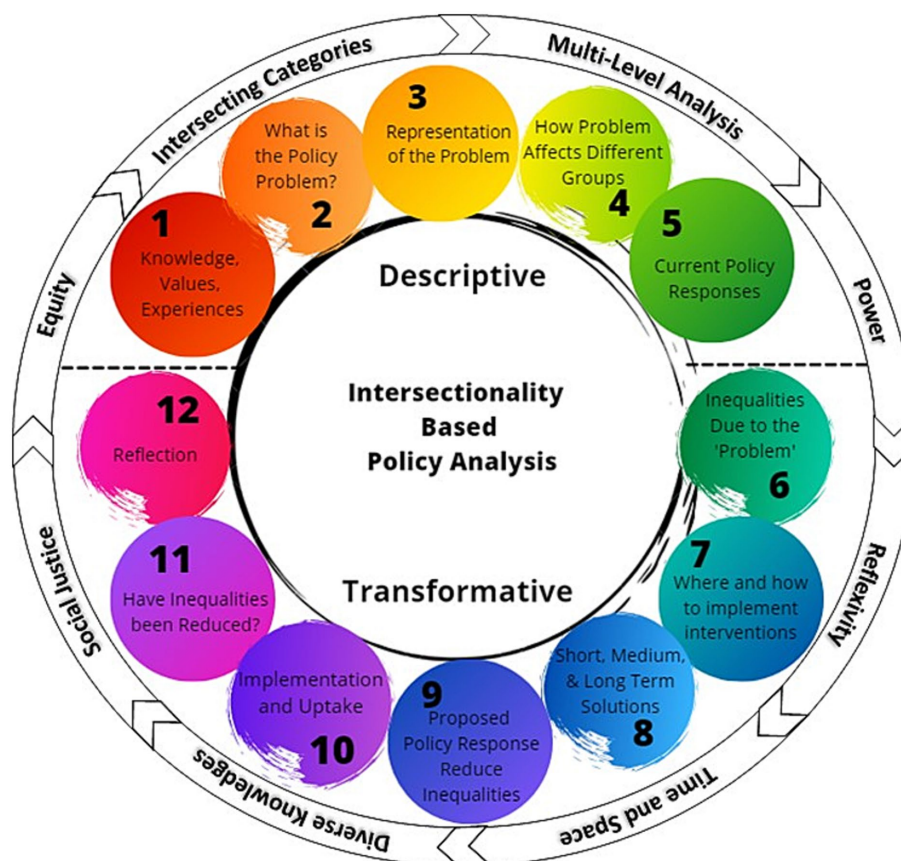 Intersecting Categories
Multi-Level Analysis
Power
Reflexivity
Time and Space
Diverse Knowledges
Social Justice
Equity
1
Knowledge,
Values,
Experiences
What is
the Policy
Problem?
2
3
Representation
of the Problem
How Problem
Affects Different
Groups
4
5
Current Policy
Responses
Inequalities
Due to the
'Problem'
6
7
Where and how
to implement
interventions
Short, Medium,
& Long Term
Solutions
8
9
Proposed
Policy Response
Reduce
Inequalities
Implementation
and Uptake
10
11
Have Inequalities
been Reduced?
12
Reflection
Descriptive
Intersectionality
Based
Policy Analysis
Transformative